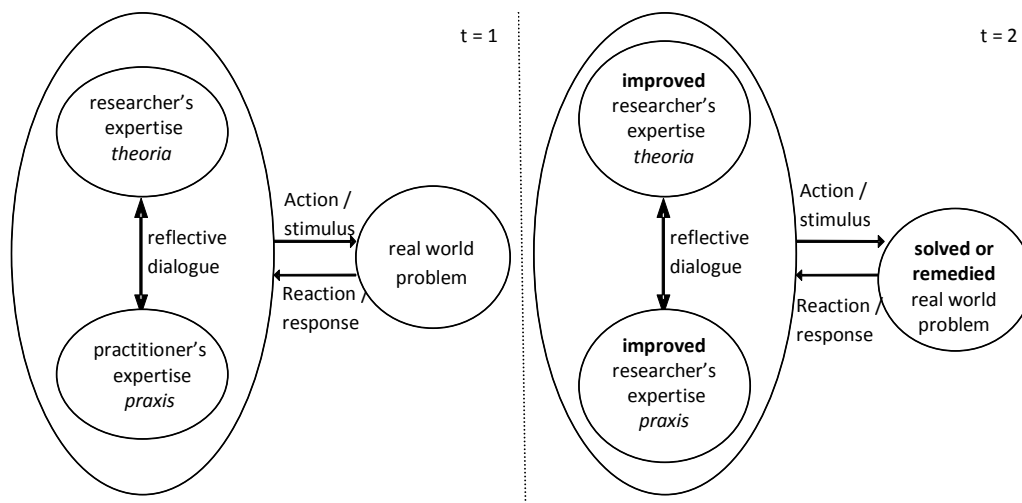 t = 1
researcher's
expertise
theoria
reflective
dialogue
practitioner's
expertise
praxis
Action /
stimulus
Reaction /
response
real world
problem
t = 2
improved
researcher's
expertise
theoria
reflective
dialogue
improved
researcher's
expertise
praxis
Action /
stimulus
Reaction /
response
solved or
remedied
real world
problem